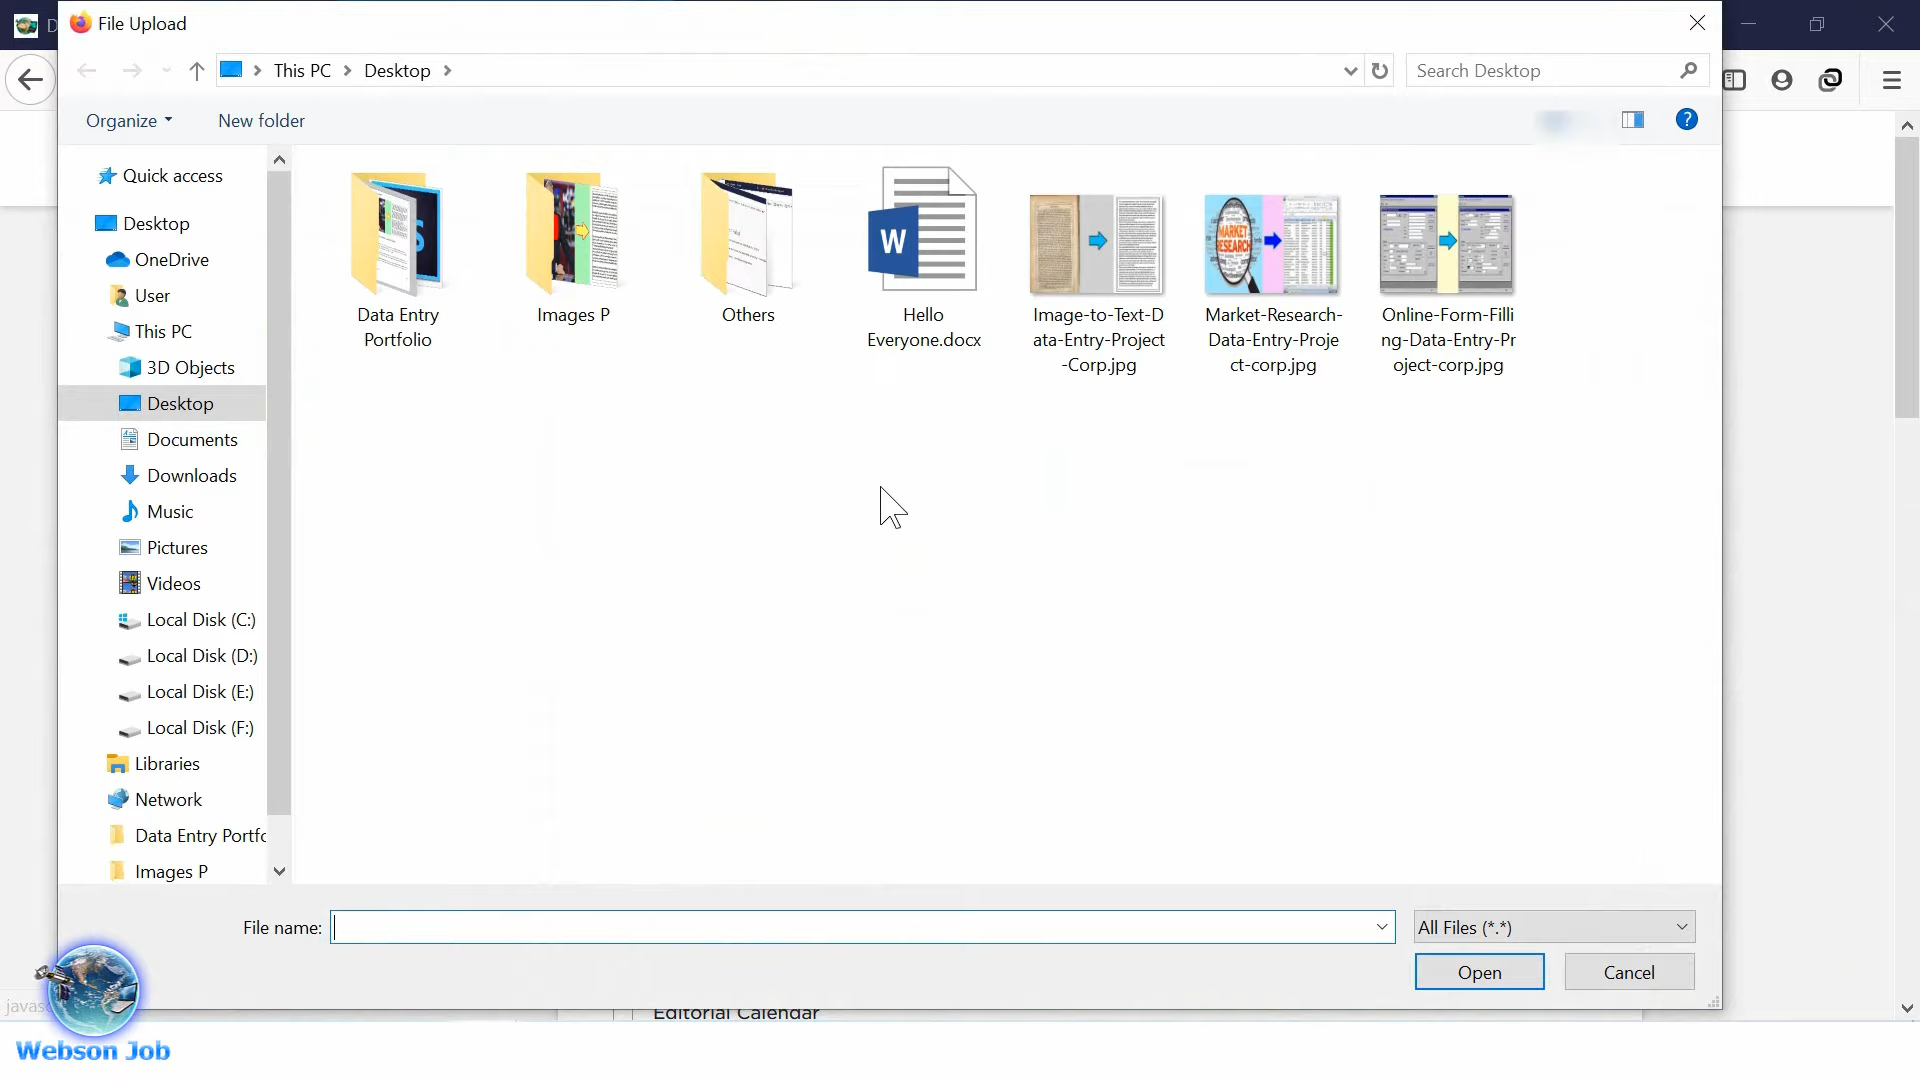 File Upload
This PC
Desktop
Search Desktop
Organize
New folder
?
Quick access
Desktop
OneDrive
User
This PC
3D Objects
Desktop
Documents
Downloads
Music
Pictures
Videos
Local Disk (C:)
Local Disk (D:)
Local Disk (E:)
Local Disk (F:)
Libraries
Network
Data Entry Portfo
Images P
Data Entry
Portfolio
Images P
Others
W
Hello
Everyone.docx
Image-to-Text-D
ata-Entry-Project
-Corp.jpg
MARKET
RESEARCH
Market-Research-
Data-Entry-Proje
ct-corp.jpg
Online-Form-Filli
ng-Data-Entry-Pr
oject-corp.jpg
File name:
All Files (*.*)
Open
Cancel
javasc
Editorial Calendar
Webson Job